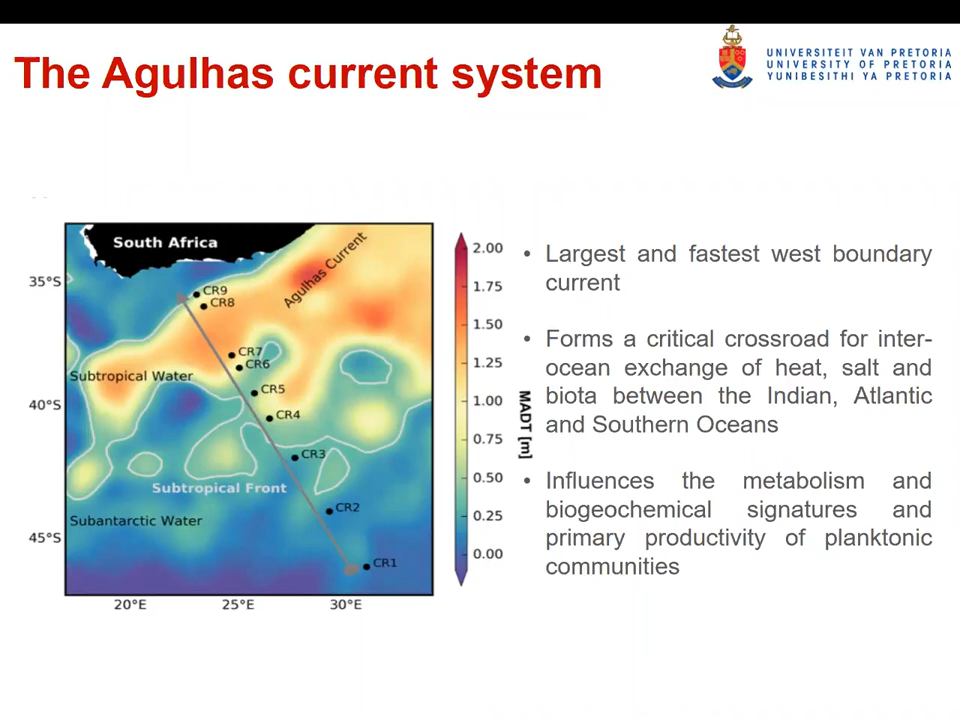 The Agulhas current system
UNIVERSITEIT VAN PRETORIA
UNIVERSITY OF PRETORIA
YUNIBESITHI YA PRETORIA
South Africa
Agulhas Current
CR9
CR8
CR7
CR6
CR5
CR4
CR3
CR2
CR1
Subtropical Water
Subtropical Front
Subantarctic Water
35°S
40°S
45°S
20°E
25°E
30°E
2.00
1.75
1.50
1.25
1.00
0.75
0.50
0.25
0.00
MADT [m]
• Largest and fastest west boundary
current
• Forms a critical crossroad for inter-
ocean exchange of heat, salt and
biota between the Indian, Atlantic
and Southern Oceans
• Influences the metabolism and
biogeochemical signatures and
primary productivity of planktonic
communities